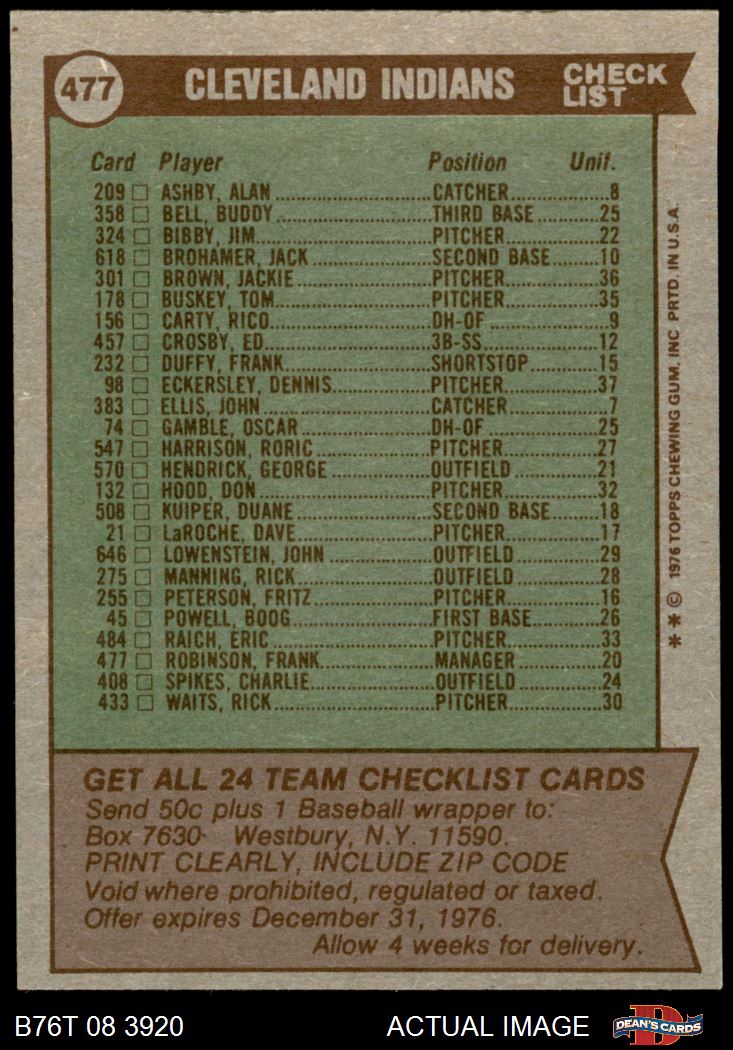 477 CLEVELAND INDIANS CHECK LIST
Card Player Position Unif.
209 ASHBY, ALAN CATCHER 8
358 BELL, BUDDY THIRD BASE 25
324 BIBBY, JIM PITCHER 22
618 BROHAMER, JACK SECOND BASE 10
301 BROWN, JACKIE PITCHER 36
178 BUSKEY, TOM PITCHER 35
156 CARTY, RICO DH-OF 9
457 CROSBY, ED 3B-SS 12
232 DUFFY, FRANK SHORTSTOP 15
98 ECKERSLEY, DENNIS PITCHER 37
383 ELLIS, JOHN CATCHER 7
74 GAMBLE, OSCAR DH-OF 25
547 HARRISON, RORIC PITCHER 27
570 HENDRICK, GEORGE OUTFIELD 21
132 HOOD, DON PITCHER 32
508 KUIPER, DUANE SECOND BASE 18
21 LaROCHE, DAVE PITCHER 17
646 LOWENSTEIN, JOHN OUTFIELD 29
275 MANNING, RICK OUTFIELD 28
255 PETERSON, FRITZ PITCHER 16
45 POWELL, BOOG FIRST BASE 26
484 RAICH, ERIC PITCHER 33
477 ROBINSON, FRANK MANAGER 20
408 SPIKES, CHARLIE OUTFIELD 24
433 WAITS, RICK PITCHER 30
* * © 1976 TOPPS CHEWING GUM, INC PRTD. IN U.S.A.
GET ALL 24 TEAM CHECKLIST CARDS
Send 50c plus 1 Baseball wrapper to:
Box 7630 Westbury, N.Y. 11590.
PRINT CLEARLY, INCLUDE ZIP CODE
Void where prohibited, regulated or taxed.
Offer expires December 31, 1976.
Allow 4 weeks for delivery.
B76T 08 3920 ACTUAL IMAGE D DEAN'S CARDS